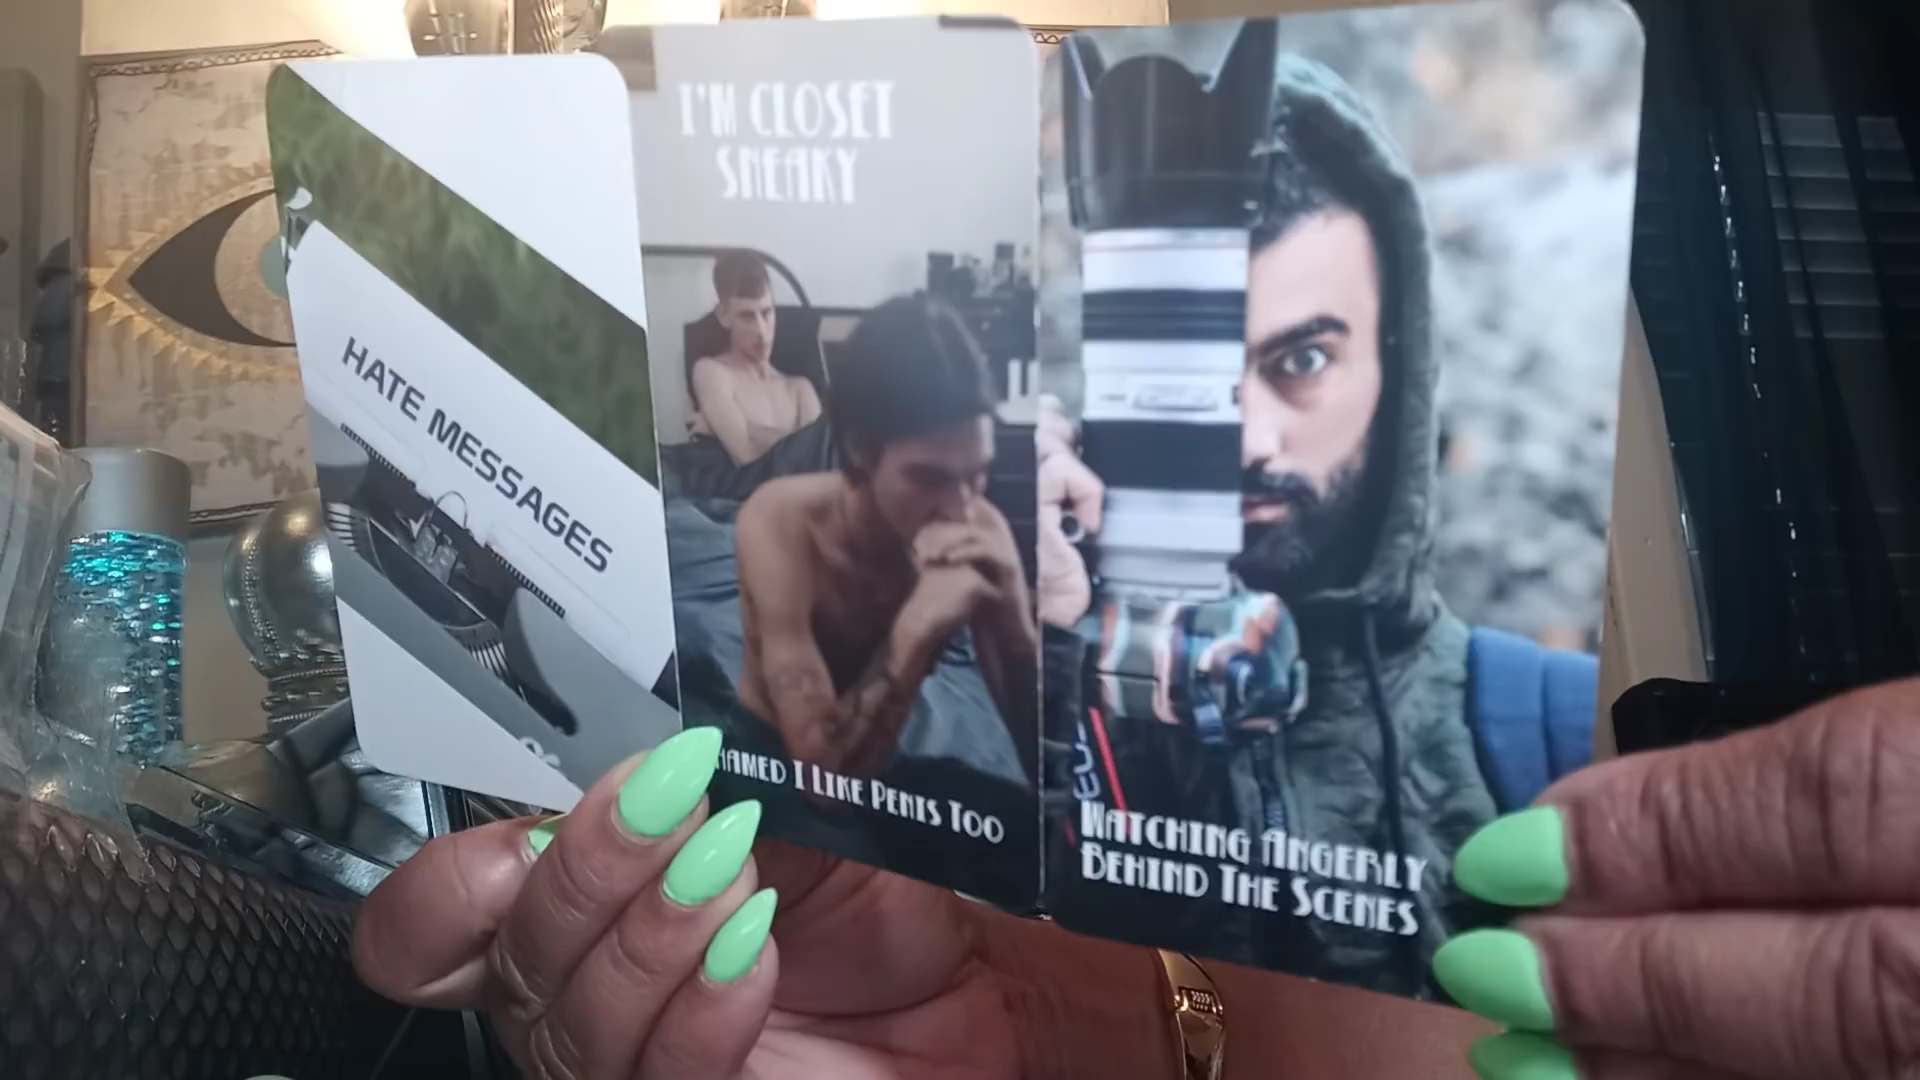 HATE MESSAGES
I'M CLOSET
SNEAKY
HAMED I LIKE PENIS TOO
WATCHING ANGERLY
BEHIND THE SCENES